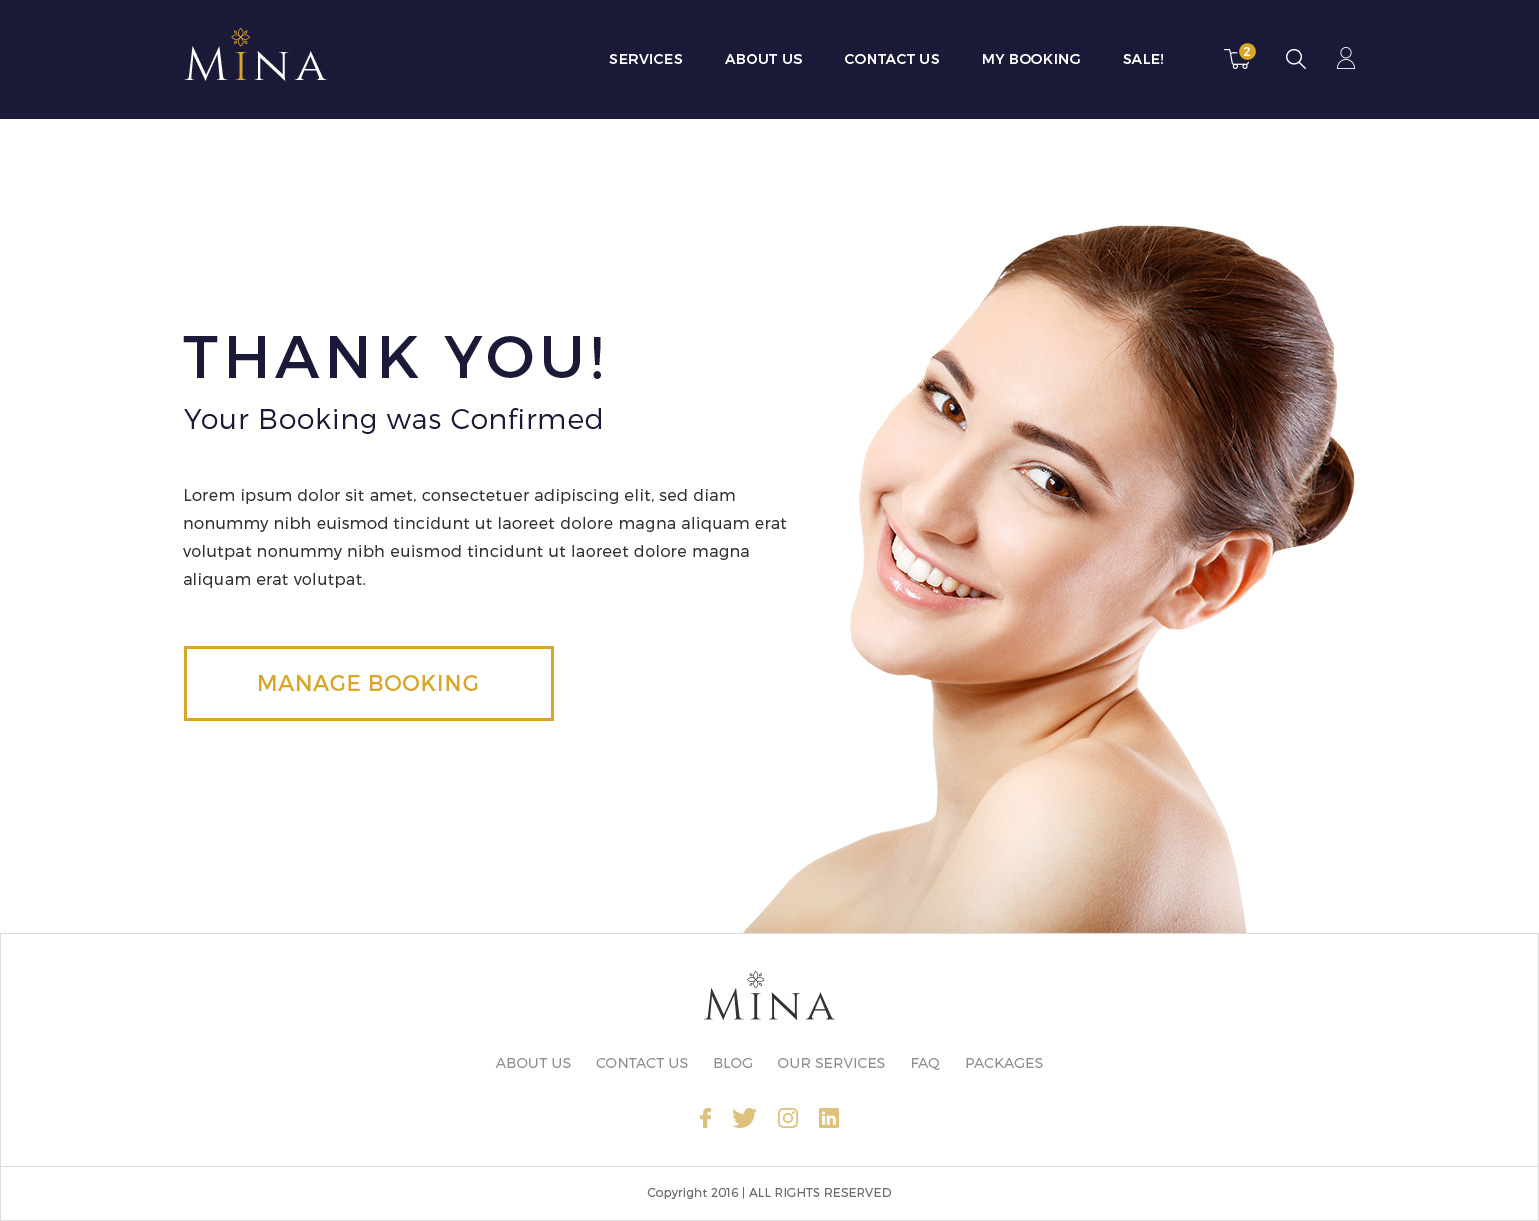 MINA
SERVICES ABOUT US CONTACT US MY BOOKING SALE! 2
THANK YOU!
Your Booking was Confirmed
Lorem ipsum dolor sit amet, consectetuer adipiscing elit, sed diam
nonummy nibh euismod tincidunt ut laoreet dolore magna aliquam erat
volutpat nonummy nibh euismod tincidunt ut laoreet dolore magna
aliquam erat volutpat.
MANAGE BOOKING
MINA
ABOUT US CONTACT US BLOG OUR SERVICES FAQ PACKAGES
Copyright 2016 | ALL RIGHTS RESERVED